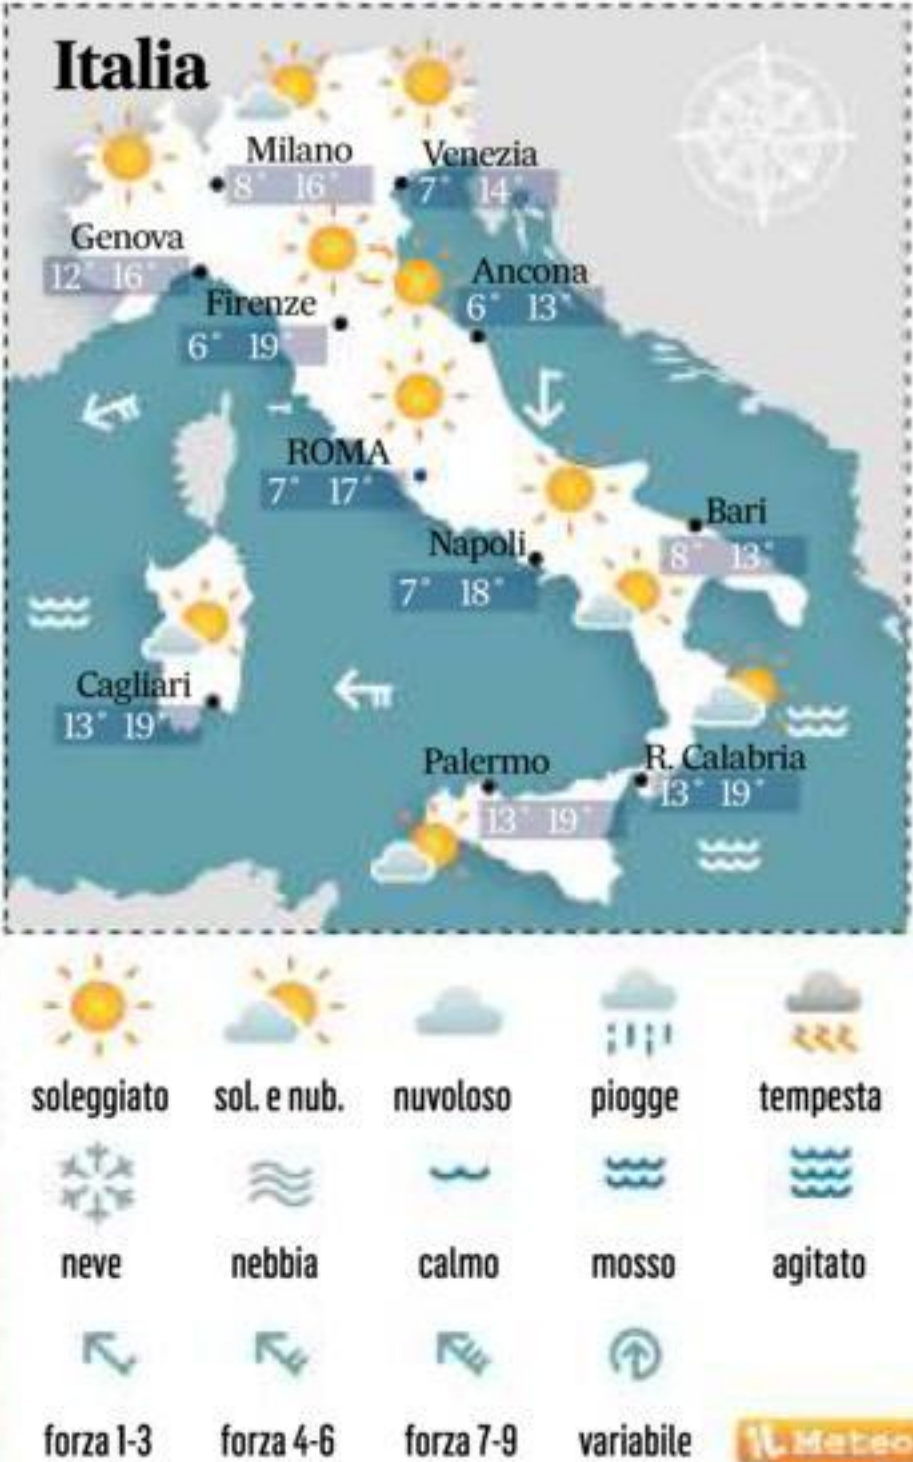 Italia
Milano
8° 16°
Venezia
7° 14°
Genova
12° 16°
Ancona
6° 13°
Firenze
6° 19°
ROMA
7° 17°
Bari
8° 13°
Napoli
7° 18°
Cagliari
13° 19°
Palermo
13° 19°
R. Calabria
13° 19°
soleggiato sol. e nub. nuvoloso piogge tempesta
neve nebbia calmo mosso agitato
forza 1-3 forza 4-6 forza 7-9 variabile
iL Meteo